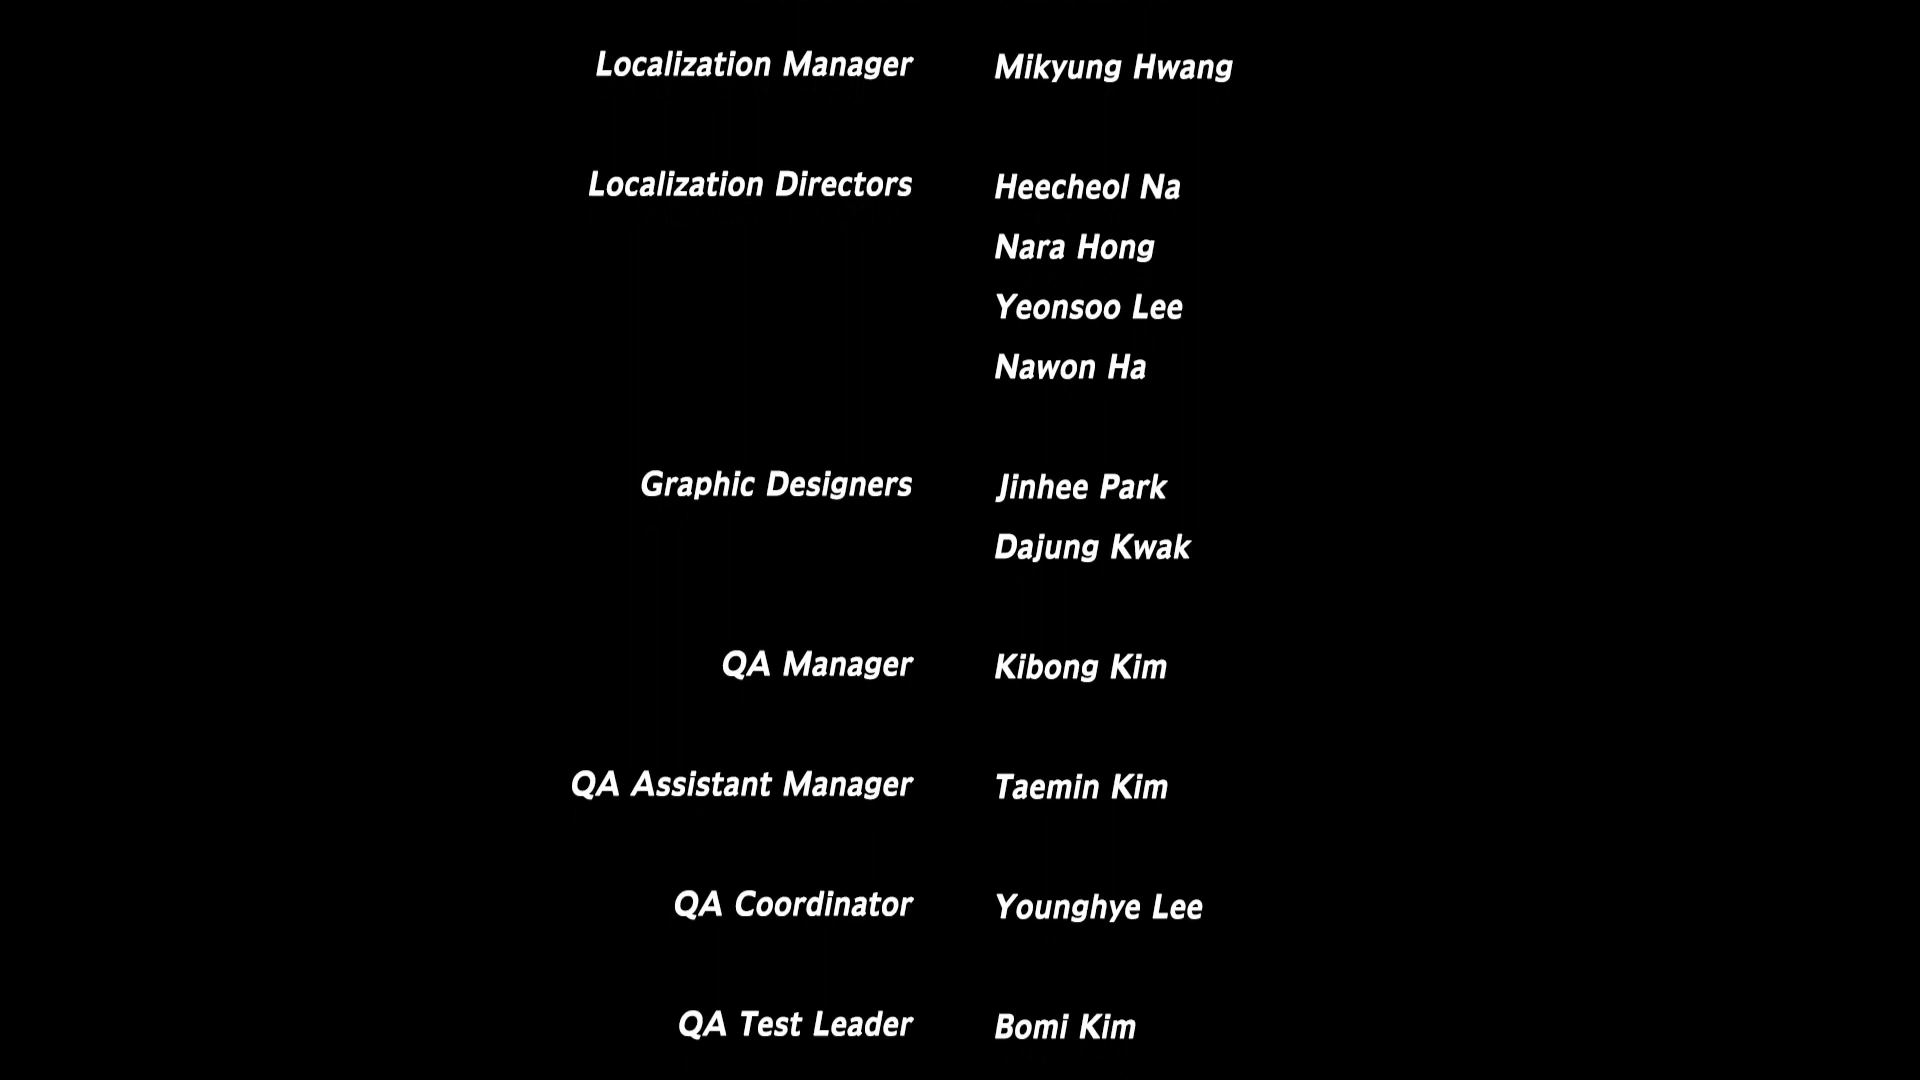 Localization Manager Mikyung Hwang
Localization Directors Heecheol Na
Nara Hong
Yeonsoo Lee
Nawon Ha
Graphic Designers Jinhee Park
Dajung Kwak
QA Manager Kibong Kim
QA Assistant Manager Taemin Kim
QA Coordinator Younghye Lee
QA Test Leader Bomi Kim